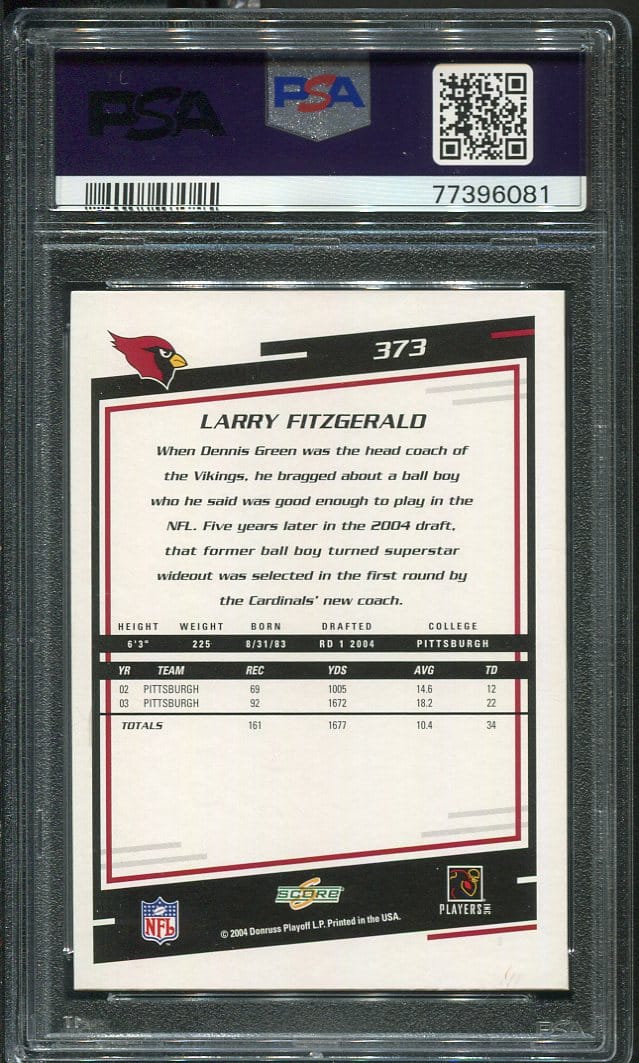 PSA PSA
77396081
373
LARRY FITZGERALD
When Dennis Green was the head coach of
the Vikings, he bragged about a ball boy
who he said was good enough to play in the
NFL. Five years later in the 2004 draft,
that former ball boy turned superstar
wideout was selected in the first round by
the Cardinals' new coach.
HEIGHT WEIGHT BORN DRAFTED COLLEGE
6'3" 225 8/31/83 RD 1 2004 PITTSBURGH
YR TEAM REC YDS AVG TD
02 PITTSBURGH 69 1005 14.6 12
03 PITTSBURGH 92 1672 18.2 22
TOTALS 161 1677 10.4 34
SCORE
NFL
PLAYERS INC
© 2004 Donruss Playoff L.P. Printed in the USA.
PSA